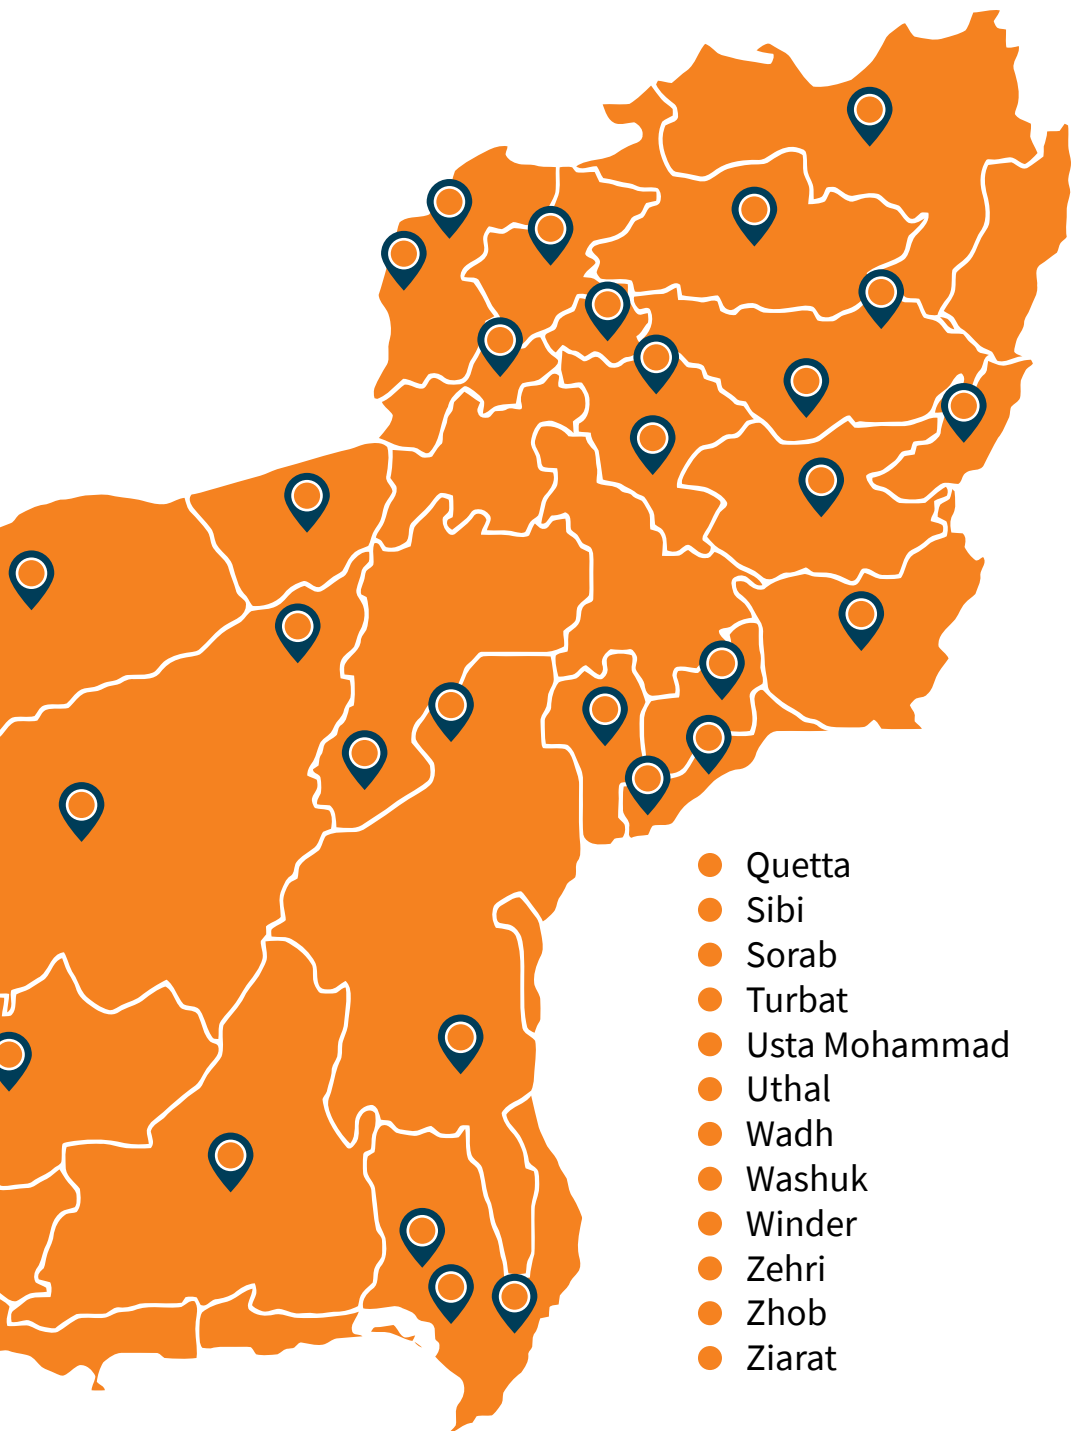 Quetta
Sibi
Sorab
Turbat
Usta Mohammad
Uthal
Wadh
Washuk
Winder
Zehri
Zhob
Ziarat